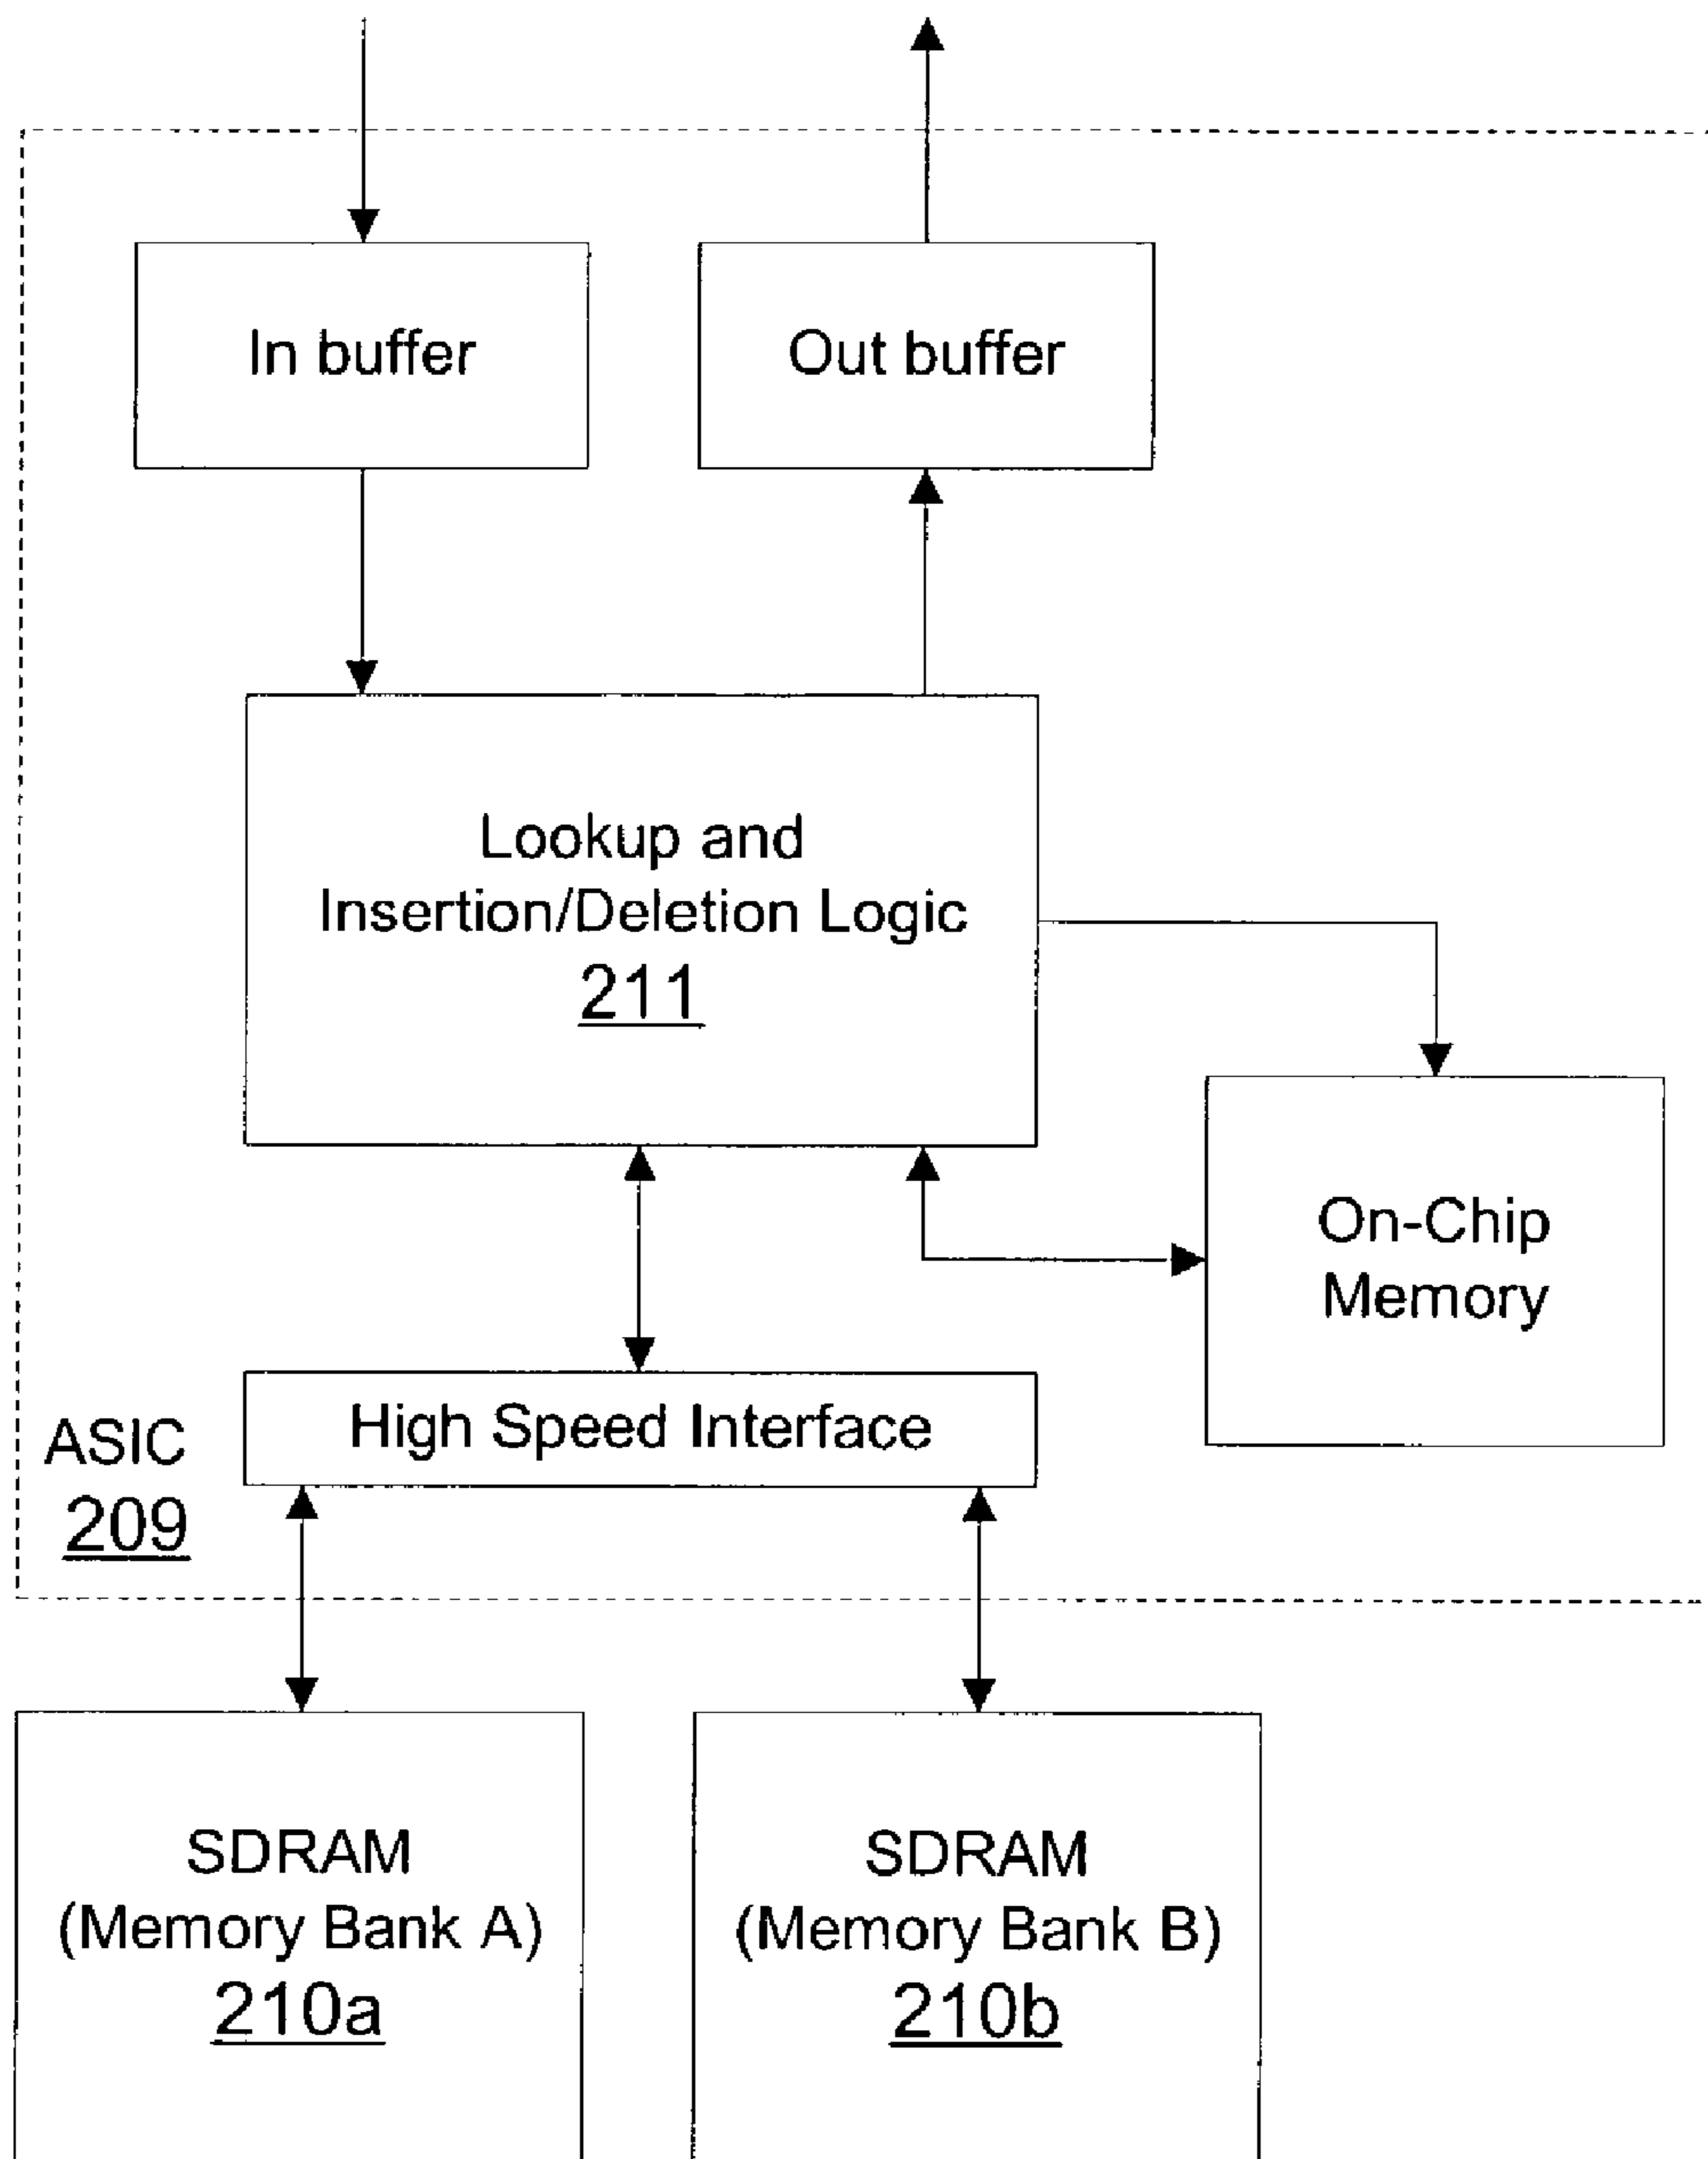 In buffer
Out buffer
Lookup and
Insertion/Deletion Logic
211
On-Chip
Memory
High Speed Interface
ASIC
209
SDRAM
(Memory Bank A)
210a
SDRAM
(Memory Bank B)
210b